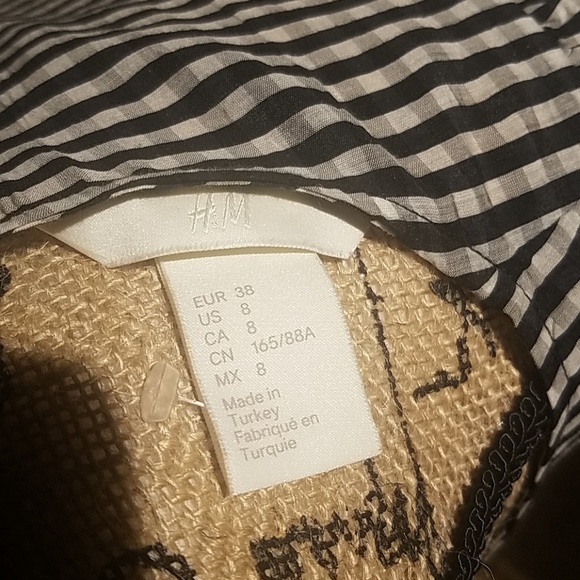 H&M
EUR 38
US 8
CA 8
CN 165/88A
MX 8
Made in
Turkey
Fabriqué en
Turquie